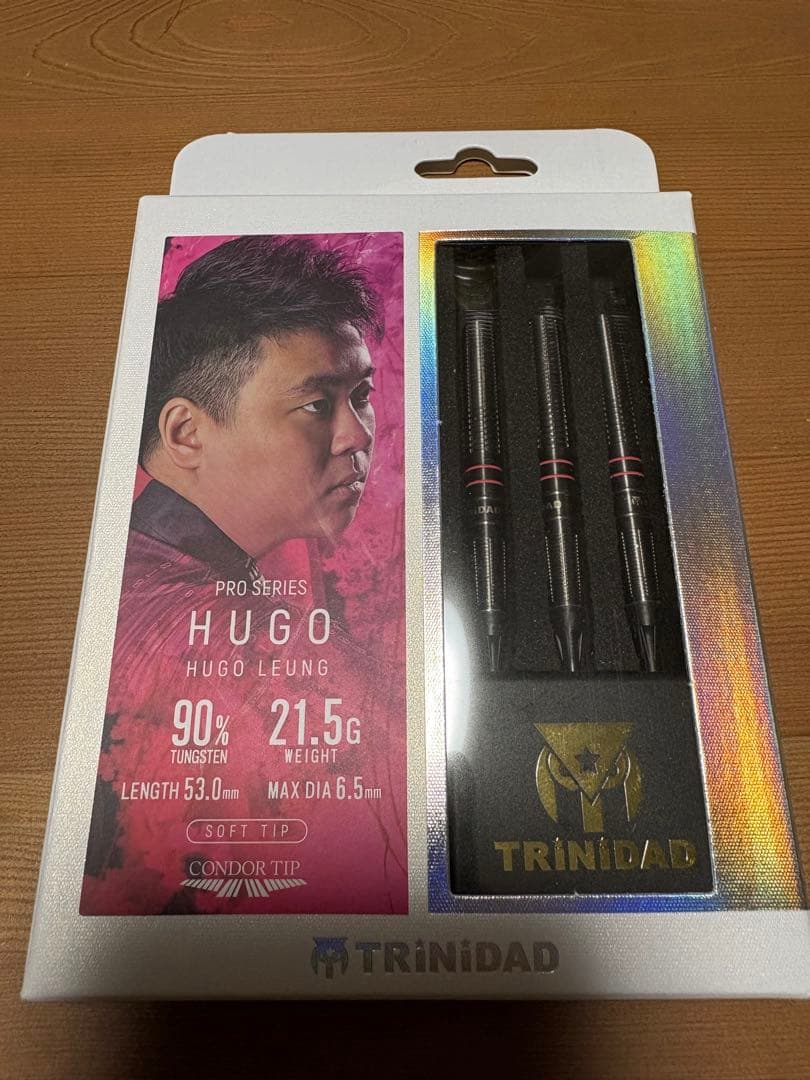 PRO SERIES
HUGO
HUGO LEUNG
90% TUNGSTEN
21.5G WEIGHT
LENGTH 53.0mm MAX DIA 6.5mm
SOFT TIP
CONDOR TIP
TRiNiDAD
TRiNiDAD